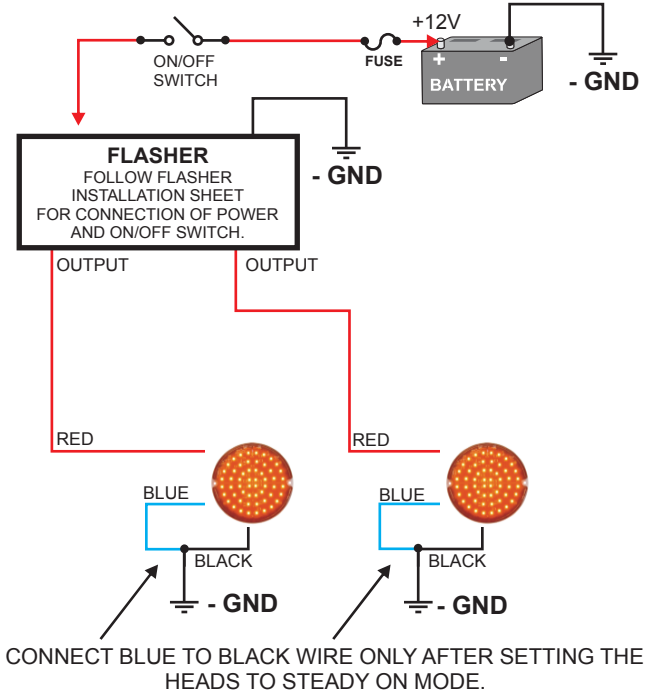 +12V
ON/OFF
SWITCH
FUSE
+ -
BATTERY
- GND
FLASHER
FOLLOW FLASHER
INSTALLATION SHEET
FOR CONNECTION OF POWER
AND ON/OFF SWITCH.
- GND
OUTPUT
OUTPUT
RED
RED
BLUE
BLUE
BLACK
BLACK
- GND
- GND
CONNECT BLUE TO BLACK WIRE ONLY AFTER SETTING THE
HEADS TO STEADY ON MODE.